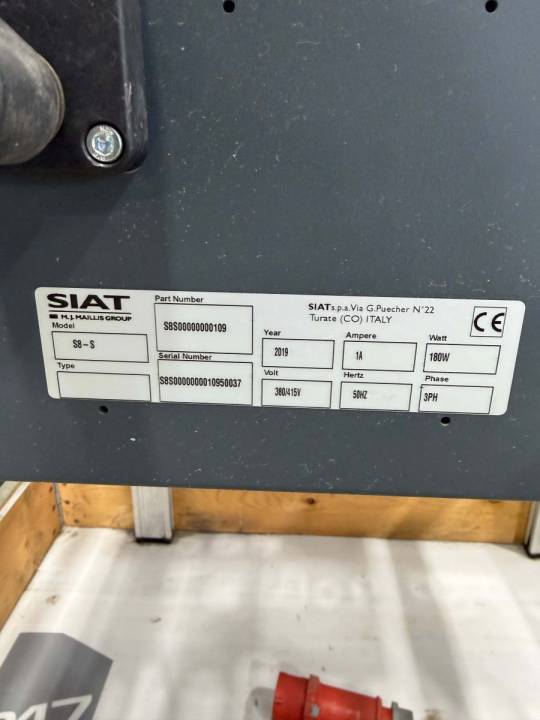 SIAT
M.J.MAILLIS GROUP
Model
S8-S
Type
Part Number
S8S00000000109
Serial Number
S8S0000000010950037
SIAT s.p.a. Via G.Puecher N°22
Turate (CO) ITALY
CE
Year
2019
Ampere
1A
Watt
180W
Volt
380/415V
Hertz
50HZ
Phase
3PH